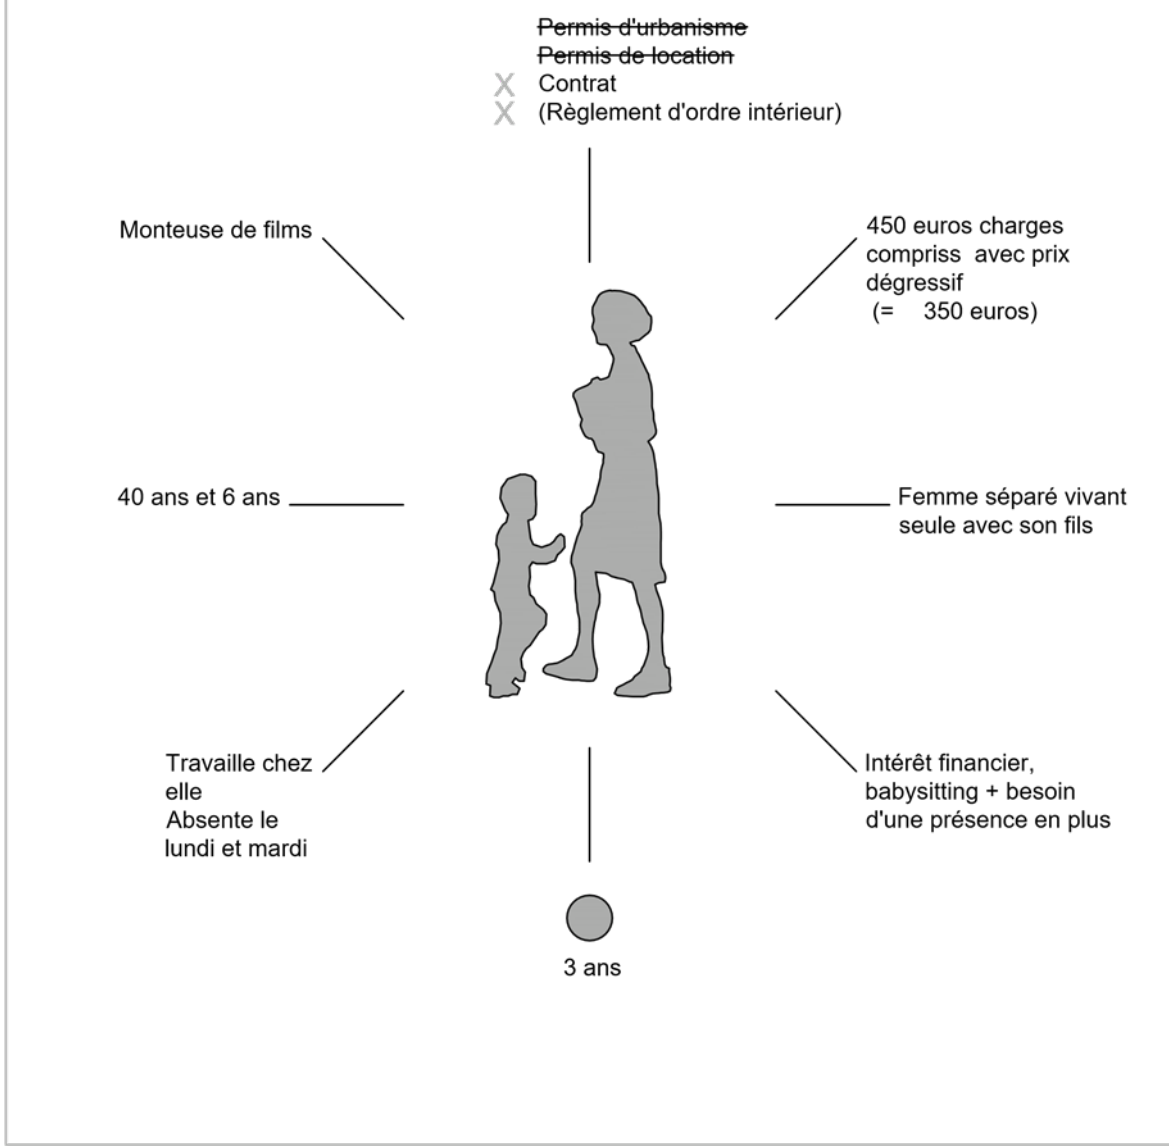 Permis d'urbanisme
Permis de location
X Contrat
X (Règlement d'ordre intérieur)
Monteuse de films
450 euros charges
compriss avec prix
dégressif
(= 350 euros)
40 ans et 6 ans
Femme séparé vivant
seule avec son fils
Travaille chez
elle
Absente le
lundi et mardi
Intérêt financier,
babysitting + besoin
d'une présence en plus
3 ans